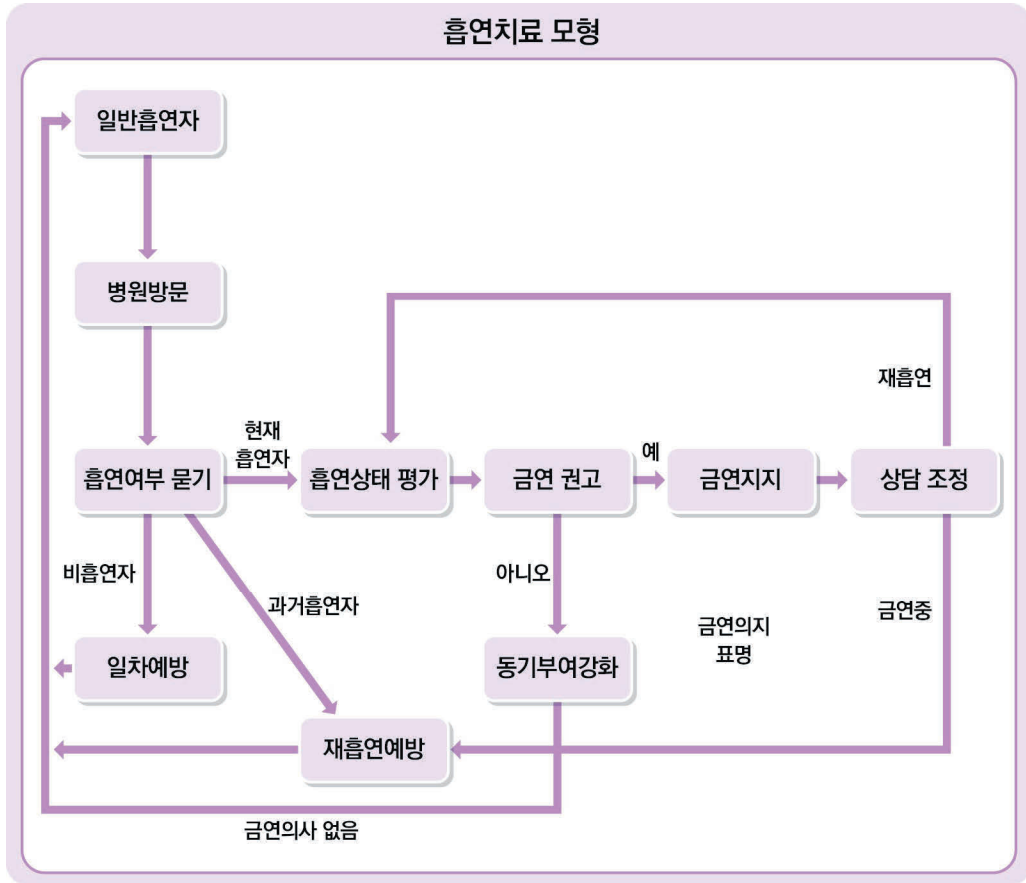 흡연치료 모형
일반흡연자
병원방문
재흡연
현재
흡연자
예
흡연여부 묻기
흡연상태 평가
금연 권고
금연지지
상담 조정
비흡연자
아니오
과거흡연자
금연중
금연의지
표명
일차예방
동기부여강화
재흡연예방
금연의사 없음